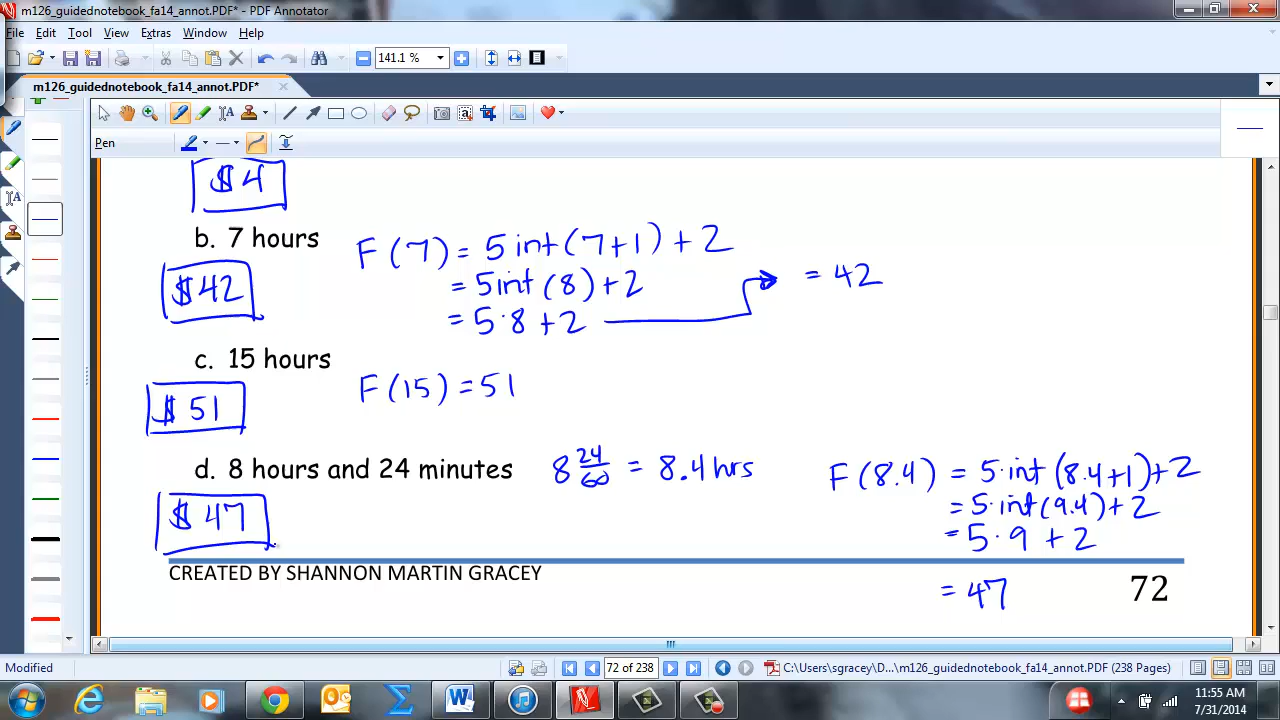 m126_guidednotebook_fa14_annot.PDF* - PDF Annotator
File Edit Tool View Extras Window Help
141.1 %
m126_guidednotebook_fa14_annot.PDF*
Pen
$4
b. 7 hours
F(7) = 5int(7+1)+2
$42
= 5int(8)+2
= 42
= 5·8+2
c. 15 hours
F(15)=51
$51
d. 8 hours and 24 minutes
8 24/60 = 8.4 hrs
F(8.4) = 5·int(8.4+1)+2
$47
= 5·int(9.4)+2
= 5·9+2
CREATED BY SHANNON MARTIN GRACEY
= 47
72
72 of 238
C:\Users\sgracey\D...\m126_guidednotebook_fa14_annot.PDF (238 Pages)
Modified
11:55 AM
7/31/2014